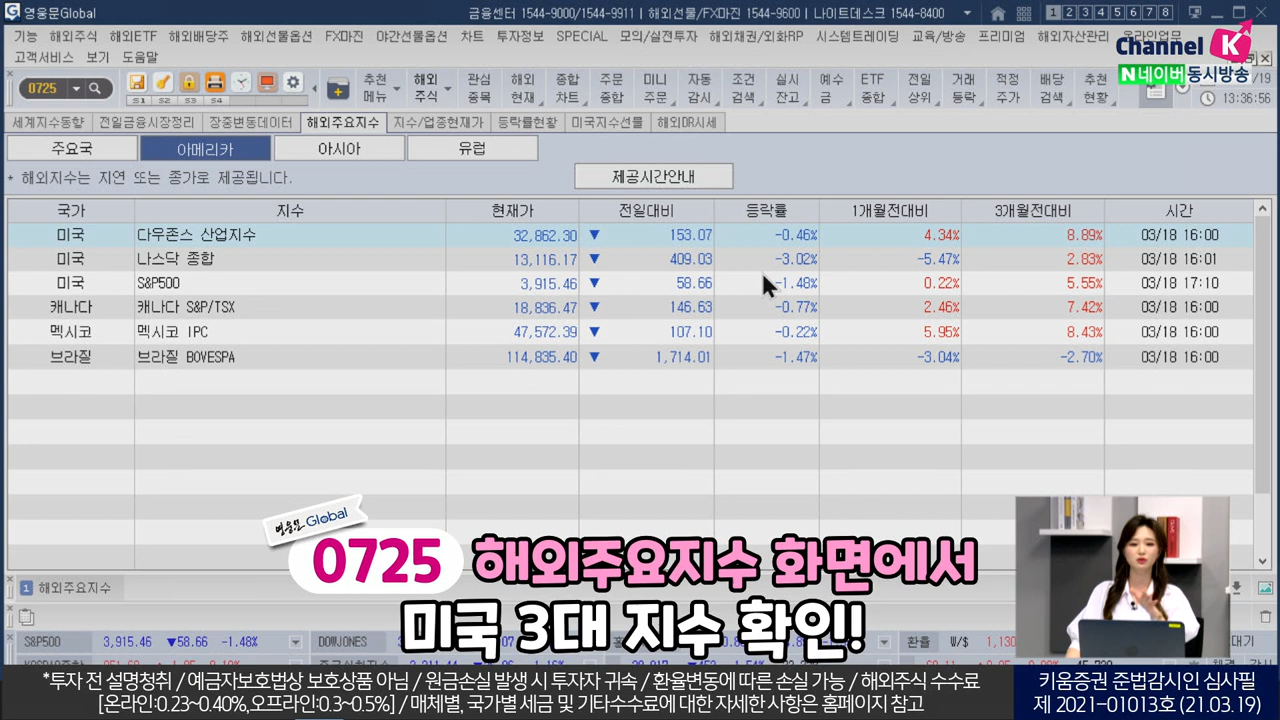 영웅문Global 금융센터 1544-9000/1544-9911 | 해외선물/FX마진 1544-9600 | 나이트데스크 1544-8400 1 2 3 4 5 6 7 8
기능 해외주식 해외ETF 해외배당주 해외선물옵션 FX마진 야간선물옵션 차트 투자정보 SPECIAL 모의/실전투자 해외채권/외화RP 시스템트레이딩 교육/방송 프리미엄 해외자산관리
고객서비스 보기 도움말
Channel K
N 네이버 동시방송
0725 S1 S2 S3 S4
추천메뉴 해외주식 관심종목 해외현재 종합차트 주문종합 미니주문 자동감시 조건검색 실시잔고 예수금 ETF종합 전일상위 거래등락 적정주가 배당검색 추천현황
13:36:56
세계지수동향 전일금융시장정리 장중변동데이터 해외주요지수 지수/업종현재가 등락률현황 미국지수선물 해외DR시세
주요국 아메리카 아시아 유럽
* 해외지수는 지연 또는 종가로 제공됩니다. 제공시간안내
국가 지수 현재가 전일대비 등락률 1개월전대비 3개월전대비 시간
미국 다우존스 산업지수 32,862.30 ▼ 153.07 -0.46% 4.34% 8.89% 03/18 16:00
미국 나스닥 종합 13,116.17 ▼ 409.03 -3.02% -5.47% 2.83% 03/18 16:01
미국 S&P500 3,915.46 ▼ 58.66 -1.48% 0.22% 5.55% 03/18 17:10
캐나다 캐나다 S&P/TSX 18,836.47 ▼ 146.63 -0.77% 2.46% 7.42% 03/18 16:00
멕시코 멕시코 IPC 47,572.39 ▼ 107.10 -0.22% 5.95% 8.43% 03/18 16:00
브라질 브라질 BOVESPA 114,835.40 ▼ 1,714.01 -1.47% -3.04% -2.70% 03/18 16:00
영웅문 Global
0725 해외주요지수 화면에서
미국 3대 지수 확인!
1 해외주요지수
S&P500 3,915.46 ▼58.66 -1.48% DOWJONES 환율 W/$
*투자 전 설명청취 / 예금자보호법상 보호상품 아님 / 원금손실 발생 시 투자자 귀속 / 환율변동에 따른 손실 가능 / 해외주식 수수료
[온라인:0.23~0.40%,오프라인:0.3~0.5%] / 매체별, 국가별 세금 및 기타수수료에 대한 자세한 사항은 홈페이지 참고
키움증권 준법감시인 심사필
제 2021-01013호 (21.03.19)